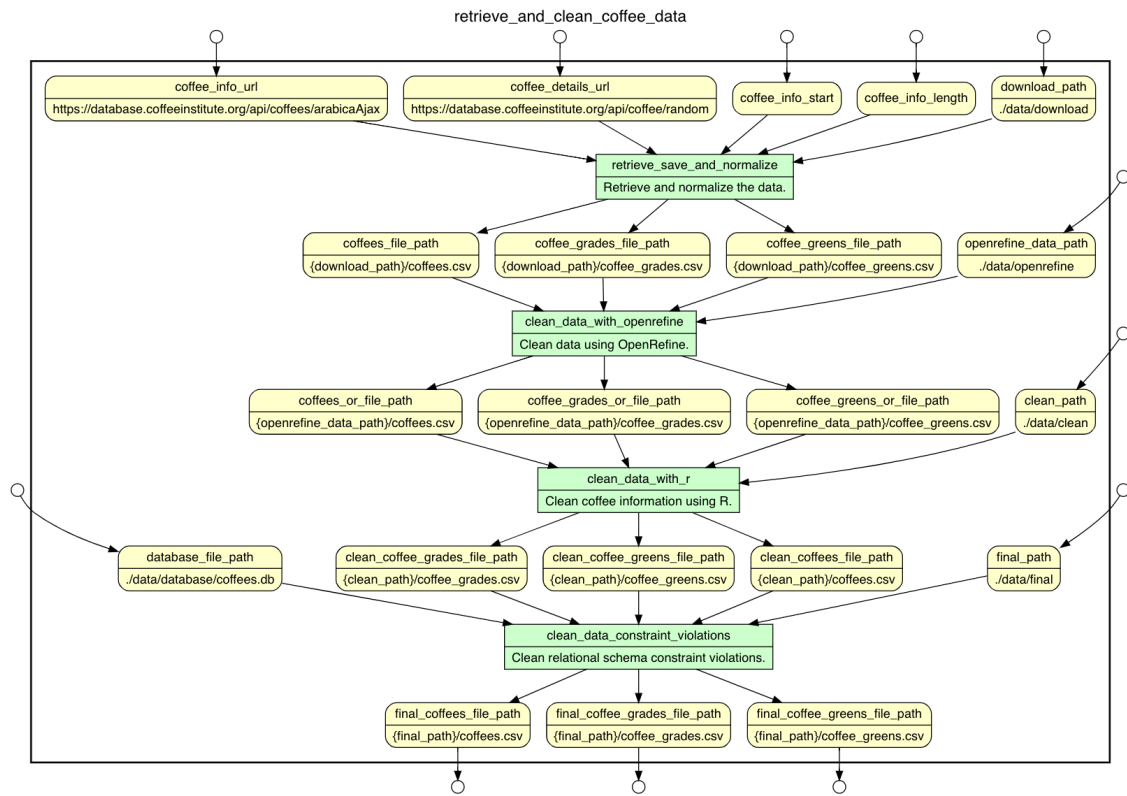 retrieve_and_clean_coffee_data
coffee_info_url
https://database.coffeeinstitute.org/api/coffees/arabicaAjax
coffee_details_url
https://database.coffeeinstitute.org/api/coffee/random
coffee_info_start
coffee_info_length
download_path
./data/download
retrieve_save_and_normalize
Retrieve and normalize the data.
coffees_file_path
{download_path}/coffees.csv
coffee_grades_file_path
{download_path}/coffee_grades.csv
coffee_greens_file_path
{download_path}/coffee_greens.csv
openrefine_data_path
./data/openrefine
clean_data_with_openrefine
Clean data using OpenRefine.
coffees_or_file_path
{openrefine_data_path}/coffees.csv
coffee_grades_or_file_path
{openrefine_data_path}/coffee_grades.csv
coffee_greens_or_file_path
{openrefine_data_path}/coffee_greens.csv
clean_path
./data/clean
clean_data_with_r
Clean coffee information using R.
database_file_path
./data/database/coffees.db
clean_coffee_grades_file_path
{clean_path}/coffee_grades.csv
clean_coffee_greens_file_path
{clean_path}/coffee_greens.csv
clean_coffees_file_path
{clean_path}/coffees.csv
final_path
./data/final
clean_data_constraint_violations
Clean relational schema constraint violations.
final_coffees_file_path
{final_path}/coffees.csv
final_coffee_grades_file_path
{final_path}/coffee_grades.csv
final_coffee_greens_file_path
{final_path}/coffee_greens.csv